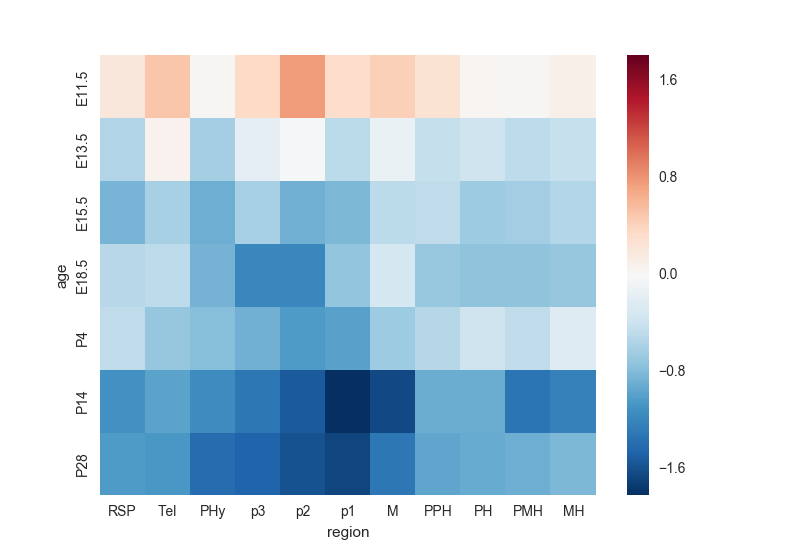 E11.5
E13.5
E15.5
E18.5
P4
P14
P28
age
RSP Tel PHy p3 p2 p1 M PPH PH PMH MH
region
1.6
0.8
0.0
−0.8
−1.6